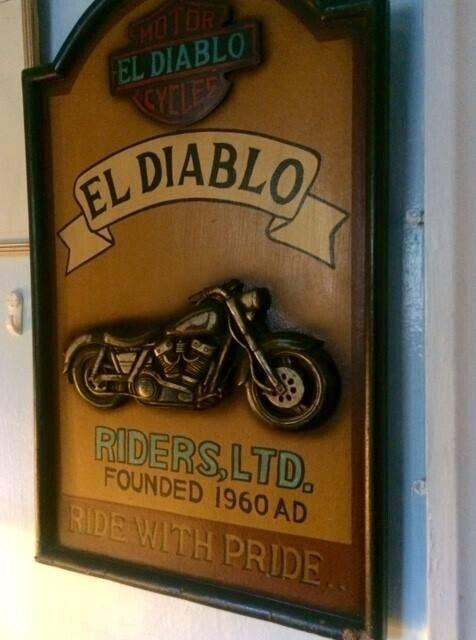 MOTOR
EL DIABLO
CYCLES
EL DIABLO
RIDERS, LTD.
FOUNDED 1960 AD
RIDE WITH PRIDE...